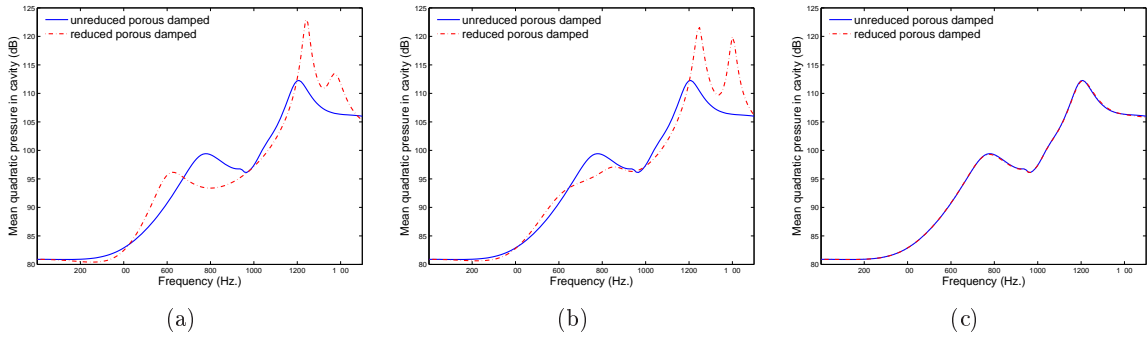 unreduced porous damped
reduced porous damped
Mean quadratic pressure in cavity (dB)
125
120
115
110
105
100
95
90
85
80
200 00 600 800 1000 1200 1 00
Frequency (Hz.)
(a)
unreduced porous damped
reduced porous damped
Mean quadratic pressure in cavity (dB)
125
120
115
110
105
100
95
90
85
80
200 00 600 800 1000 1200 1 00
Frequency (Hz.)
(b)
unreduced porous damped
reduced porous damped
Mean quadratic pressure in cavity (dB)
125
120
115
110
105
100
95
90
85
80
200 00 600 800 1000 1200 1 00
Frequency (Hz.)
(c)